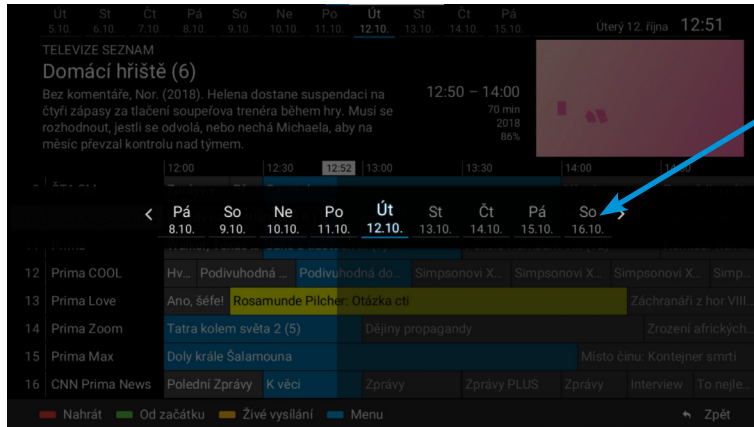 Út St Čt Pá So Ne Po Út St Čt Pá
5.10. 6.10. 7.10. 8.10. 9.10. 10.10. 11.10. 12.10. 13.10. 14.10. 15.10.
Úterý 12. října 12:51
TELEVIZE SEZNAM
Domácí hřiště (6)
Bez komentáře, Nor. (2018). Helena dostane suspendaci na
čtyři zápasy za tlačení soupeřova trenéra během hry. Musí se
rozhodnout, jestli se odvolá, nebo nechá Michaela, aby na
měsíc převzal kontrolu nad týmem.
12:50 – 14:00
70 min
2018
86%
12:00 12:30 12:52 13:00 13:30 14:00
Pá So Ne Po Út St Čt Pá So
8.10. 9.10. 10.10. 11.10. 12.10. 13.10. 14.10. 15.10. 16.10.
12 Prima COOL Hv... Podivuhodná ... Podivuhodná do... Simpsonovi X... Simpsonovi X... Simpsonovi X... Simp...
13 Prima Love Ano, šéfe! Rosamunde Pilcher: Otázka cti Záchranáři z hor VIII...
14 Prima Zoom Tatra kolem světa 2 (5) Dějiny propagandy Zrození afrických...
15 Prima Max Doly krále Šalamouna Místo činu: Kontejner smrti
16 CNN Prima News Polední Zprávy K věci Zprávy Zprávy PLUS Zprávy Interview To nejle...
Nahrát Od začátku Živé vysílání Menu Zpět